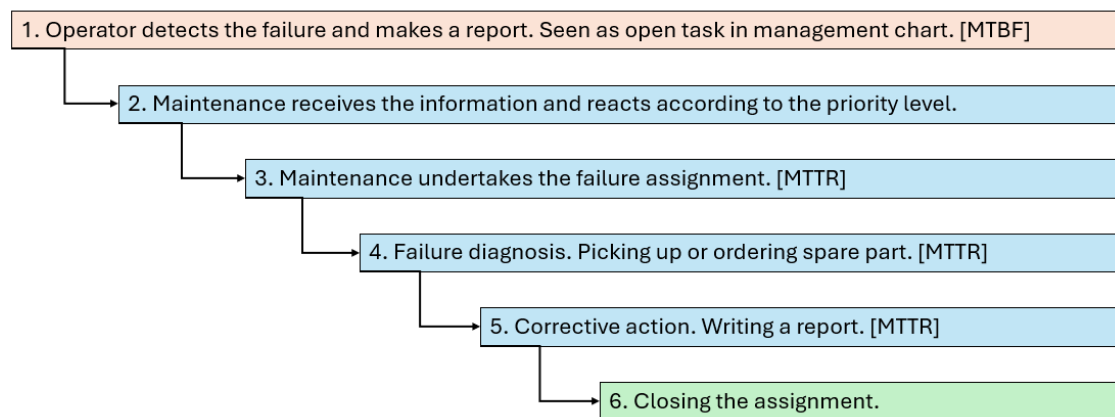 1. Operator detects the failure and makes a report. Seen as open task in management chart. [MTBF]
2. Maintenance receives the information and reacts according to the priority level.
3. Maintenance undertakes the failure assignment. [MTTR]
4. Failure diagnosis. Picking up or ordering spare part. [MTTR]
5. Corrective action. Writing a report. [MTTR]
6. Closing the assignment.